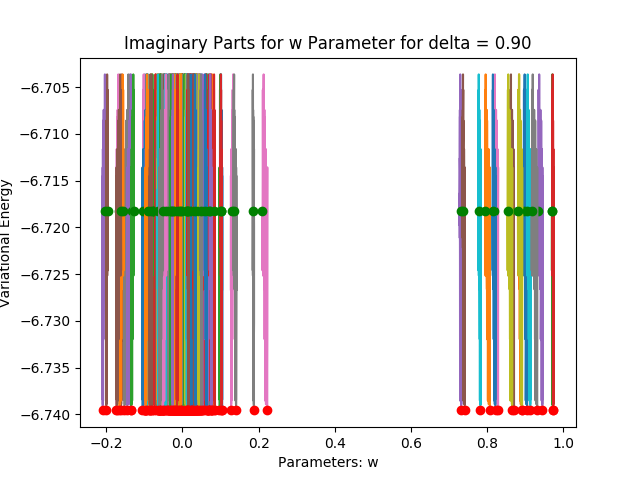 Imaginary Parts for w Parameter for delta = 0.90
Variational Energy
−6.705
−6.710
−6.715
−6.720
−6.725
−6.730
−6.735
−6.740
−0.2 0.0 0.2 0.4 0.6 0.8 1.0
Parameters: w